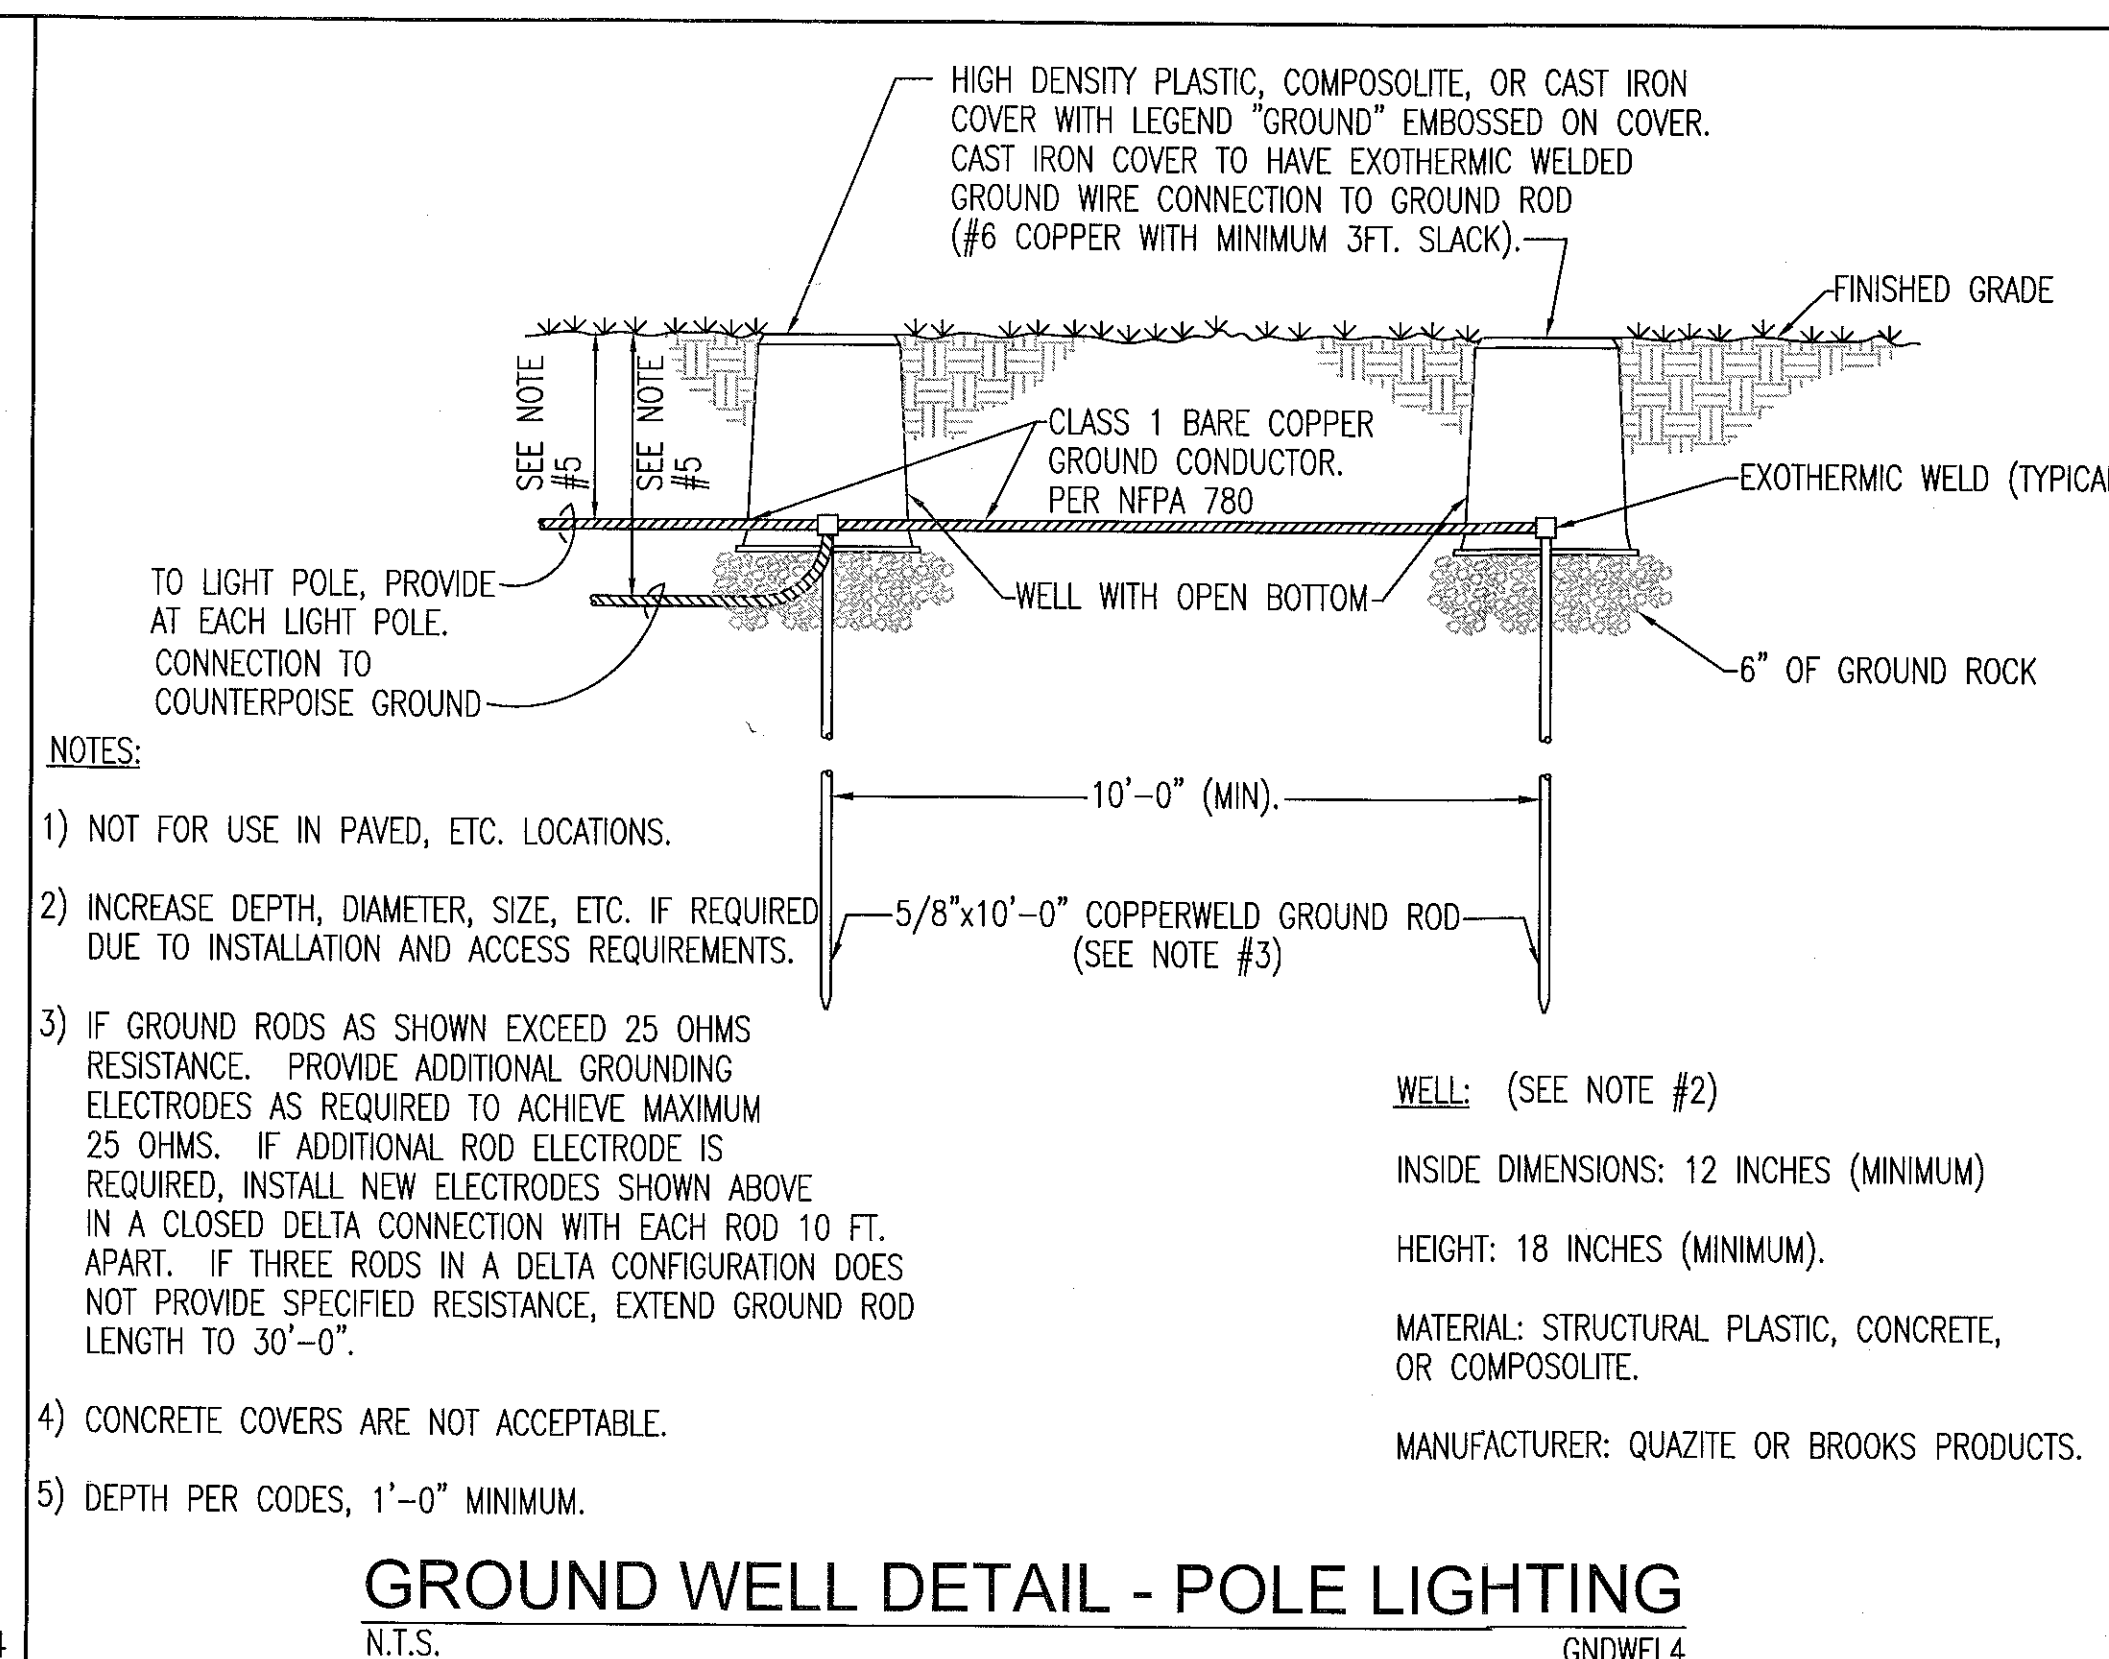 HIGH DENSITY PLASTIC, COMPOSOLITE, OR CAST IRON
COVER WITH LEGEND "GROUND" EMBOSSED ON COVER.
CAST IRON COVER TO HAVE EXOTHERMIC WELDED
GROUND WIRE CONNECTION TO GROUND ROD
(#6 COPPER WITH MINIMUM 3FT. SLACK).
FINISHED GRADE
SEE NOTE
#5
SEE NOTE
#5
CLASS 1 BARE COPPER
GROUND CONDUCTOR.
PER NFPA 780
EXOTHERMIC WELD (TYPICAL
TO LIGHT POLE, PROVIDE
AT EACH LIGHT POLE.
WELL WITH OPEN BOTTOM
CONNECTION TO
COUNTERPOISE GROUND
6" OF GROUND ROCK
10'-0" (MIN).
5/8"x10'-0" COPPERWELD GROUND ROD
(SEE NOTE #3)
NOTES:
1) NOT FOR USE IN PAVED, ETC. LOCATIONS.
2) INCREASE DEPTH, DIAMETER, SIZE, ETC. IF REQUIRED
DUE TO INSTALLATION AND ACCESS REQUIREMENTS.
3) IF GROUND RODS AS SHOWN EXCEED 25 OHMS
RESISTANCE. PROVIDE ADDITIONAL GROUNDING
ELECTRODES AS REQUIRED TO ACHIEVE MAXIMUM
25 OHMS. IF ADDITIONAL ROD ELECTRODE IS
REQUIRED, INSTALL NEW ELECTRODES SHOWN ABOVE
IN A CLOSED DELTA CONNECTION WITH EACH ROD 10 FT.
APART. IF THREE RODS IN A DELTA CONFIGURATION DOES
NOT PROVIDE SPECIFIED RESISTANCE, EXTEND GROUND ROD
LENGTH TO 30'-0".
4) CONCRETE COVERS ARE NOT ACCEPTABLE.
5) DEPTH PER CODES, 1'-0" MINIMUM.
WELL: (SEE NOTE #2)
INSIDE DIMENSIONS: 12 INCHES (MINIMUM)
HEIGHT: 18 INCHES (MINIMUM).
MATERIAL: STRUCTURAL PLASTIC, CONCRETE,
OR COMPOSOLITE.
MANUFACTURER: QUAZITE OR BROOKS PRODUCTS.
GROUND WELL DETAIL - POLE LIGHTING
N.T.S.
GNDWEL4